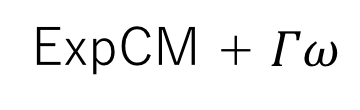 ExpCM + 𝛤𝜔